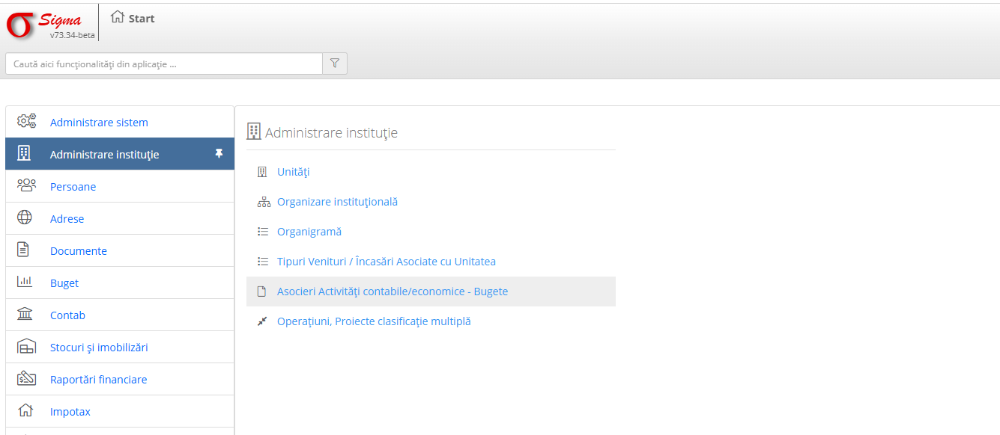 Sigma
v73.34-beta
Start
Caută aici funcţionalităţi din aplicaţie ...
Administrare sistem
Administrare instituţie
Persoane
Adrese
Documente
Buget
Contab
Stocuri şi imobilizări
Raportări financiare
Impotax
Administrare instituţie
Unităţi
Organizare instituţională
Organigramă
Tipuri Venituri / Încasări Asociate cu Unitatea
Asocieri Activităţi contabile/economice - Bugete
Operaţiuni, Proiecte clasificaţie multiplă